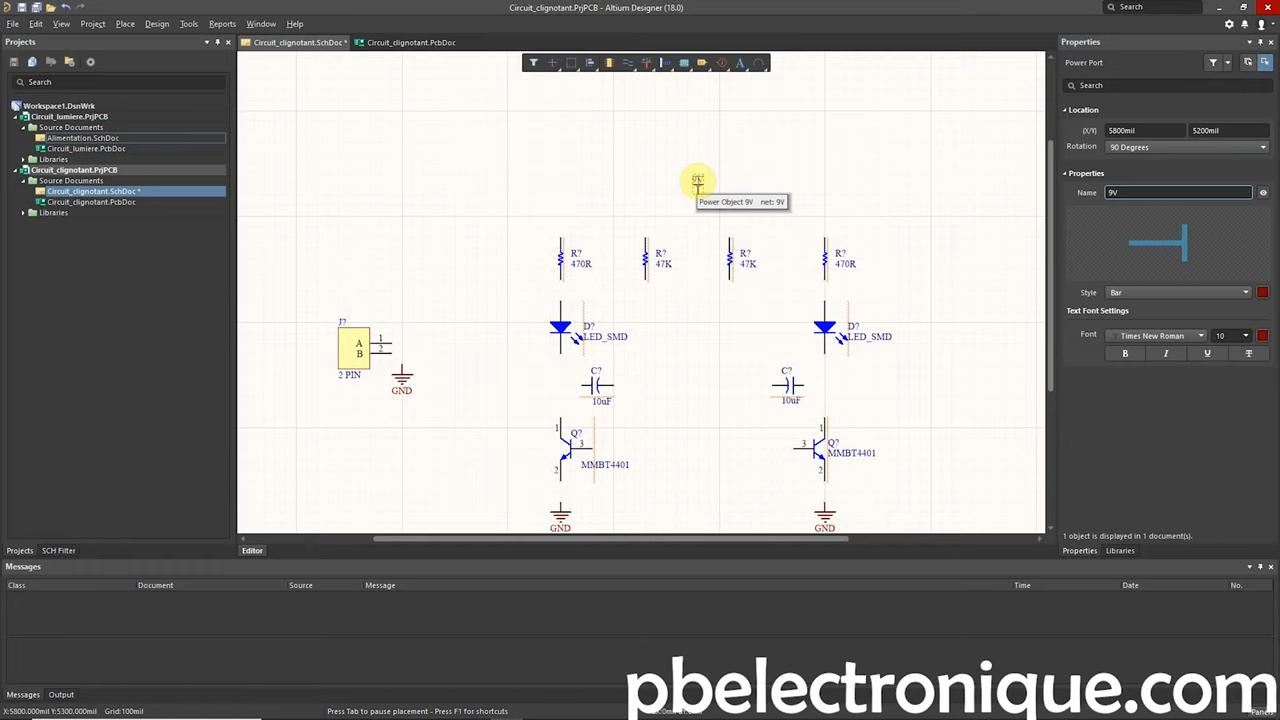 Circuit_clignotant.PrjPCB - Altium Designer (18.0)
Search
File Edit View Project Place Design Tools Reports Window Help
Projects
Circuit_clignotant.SchDoc *
Circuit_clignotant.PcbDoc
Properties
Power Port
Search
Search
Workspace1.DsnWrk
Circuit_lumiere.PrjPCB
Source Documents
Alimentation.SchDoc
Circuit_lumiere.PcbDoc
Libraries
Circuit_clignotant.PrjPCB
Source Documents
Circuit_clignotant.SchDoc *
Circuit_clignotant.PcbDoc
Libraries
Location
(X/Y) 5800mil 5200mil
Rotation 90 Degrees
Properties
Name 9V
Style Bar
Text Font Settings
Font Times New Roman 10
B I U T
9V
Power Object 9V net: 9V
R?
470R
R?
47K
R?
47K
R?
470R
J?
A 1
B 2
2 PIN
GND
D?
LED_SMD
D?
LED_SMD
C?
10uF
C?
10uF
1
Q?
3
MMBT4401
2
GND
1
Q?
3
MMBT4401
2
GND
1 object is displayed in 1 document(s).
Projects SCH Filter
Editor
Properties Libraries
Messages
Class Document Source Message Time Date No.
Messages Output
pbelectronique.com
X:5800.000mil Y:5300.000mil Grid:100mil
Press Tab to pause placement - Press F1 for shortcuts
Panels